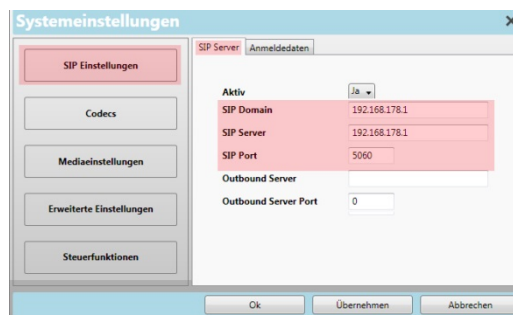 Systemeinstellungen
SIP Einstellungen
Codecs
Mediaeinstellungen
Erweiterte Einstellungen
Steuerfunktionen
SIP Server Anmeldedaten
Aktiv Ja
SIP Domain 192.168.178.1
SIP Server 192.168.178.1
SIP Port 5060
Outbound Server
Outbound Server Port 0
Ok Übernehmen Abbrechen